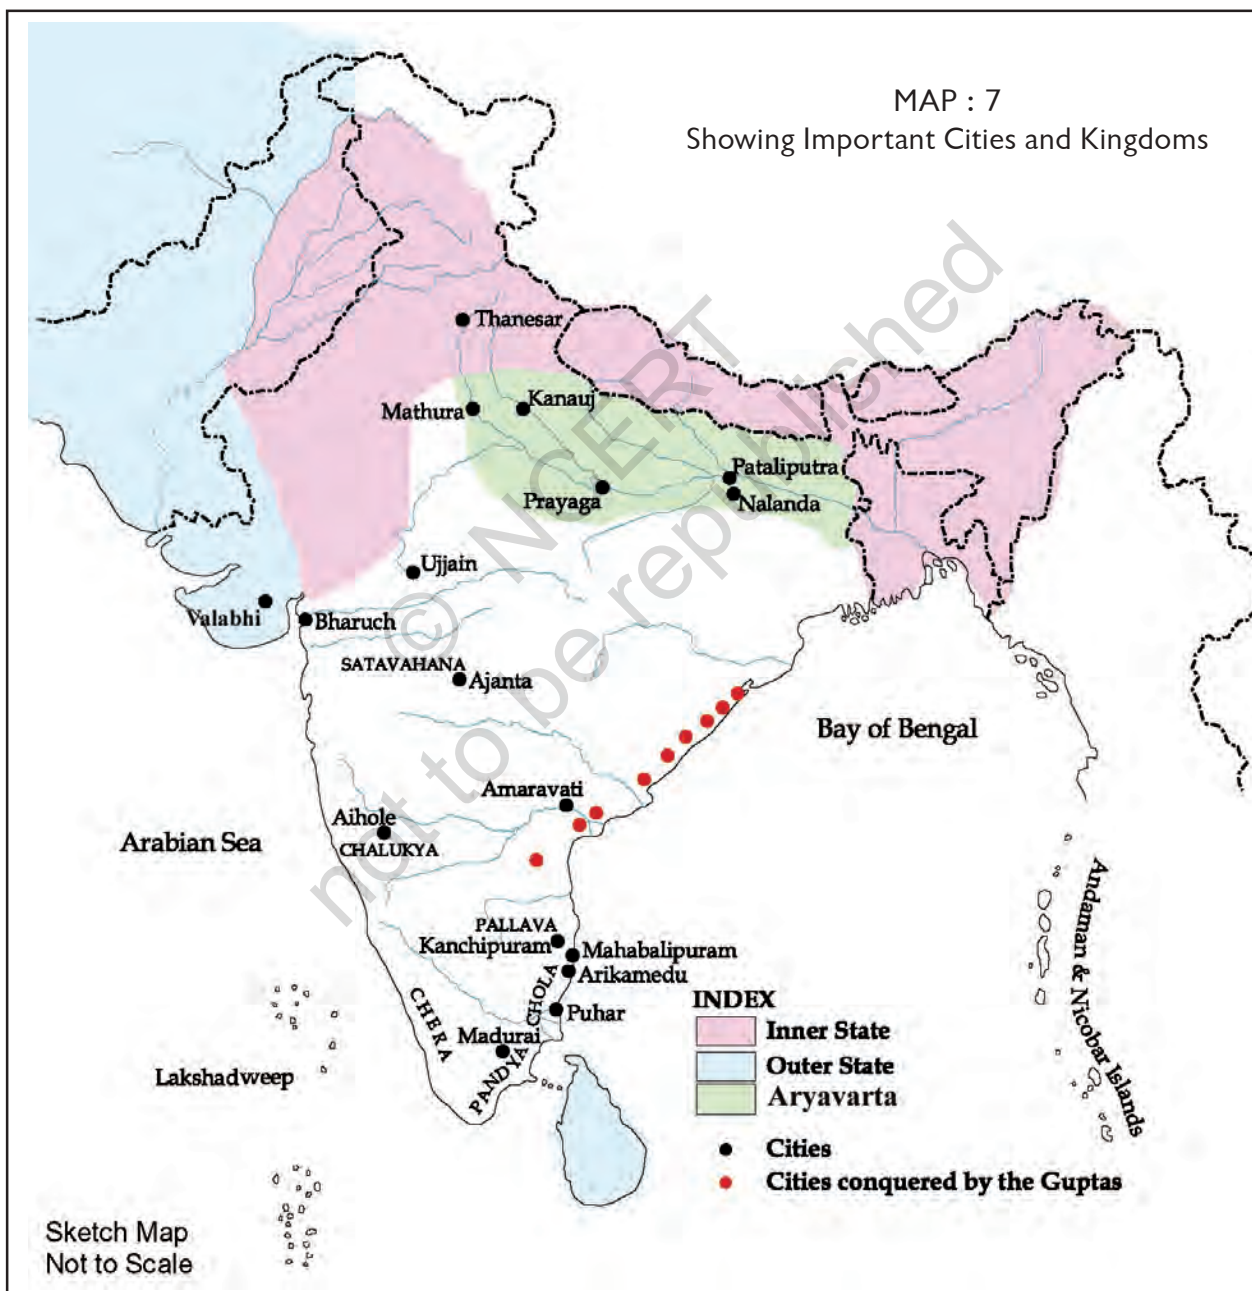 MAP : 7
Showing Important Cities and Kingdoms
Thanesar
Mathura
Kanauj
Prayaga
Pataliputra
Nalanda
Ujjain
Valabhi
Bharuch
SATAVAHANA
Ajanta
Bay of Bengal
Amaravati
Aihole
CHALUKYA
Arabian Sea
PALLAVA
Kanchipuram
Mahabalipuram
Arikamedu
CHOLA
Puhar
CHERA
Madurai
PANDYA
Lakshadweep
Andaman & Nicobar Islands
INDEX
Inner State
Outer State
Aryavarta
Cities
Cities conquered by the Guptas
Sketch Map
Not to Scale
© NCERT
not to be republished